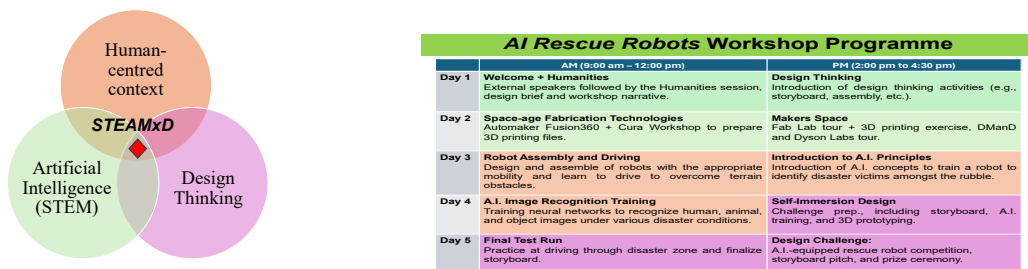 Human-
centred
context
STEAMxD
Artificial
Intelligence
(STEM)
Design
Thinking
AI Rescue Robots Workshop Programme
AM (9:00 am – 12:00 pm)
PM (2:00 pm to 4:30 pm)
Day 1
Welcome + Humanities
External speakers followed by the Humanities session,
design brief and workshop narrative.
Design Thinking
Introduction of design thinking activities (e.g.,
storyboard, assembly, etc.).
Day 2
Space-age Fabrication Technologies
Automaker Fusion360 + Cura Workshop to prepare
3D printing files.
Makers Space
Fab Lab tour + 3D printing exercise, DManD
and Dyson Labs tour.
Day 3
Robot Assembly and Driving
Design and assemble of robots with the appropriate
mobility and learn to drive to overcome terrain
obstacles.
Introduction to A.I. Principles
Introduction of A.I. concepts to train a robot to
identify disaster victims amongst the rubble.
Day 4
A.I. Image Recognition Training
Training neural networks to recognize human, animal,
and object images under various disaster conditions.
Self-Immersion Design
Challenge prep., including storyboard, A.I.
training, and 3D prototyping.
Day 5
Final Test Run
Practice at driving through disaster zone and finalize
storyboard.
Design Challenge:
A.I.-equipped rescue robot competition,
storyboard pitch, and prize ceremony.